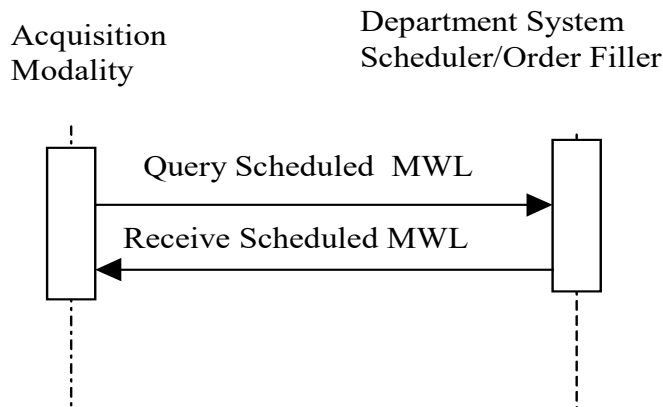 Acquisition
Modality
Department System
Scheduler/Order Filler
Query Scheduled MWL
Receive Scheduled MWL